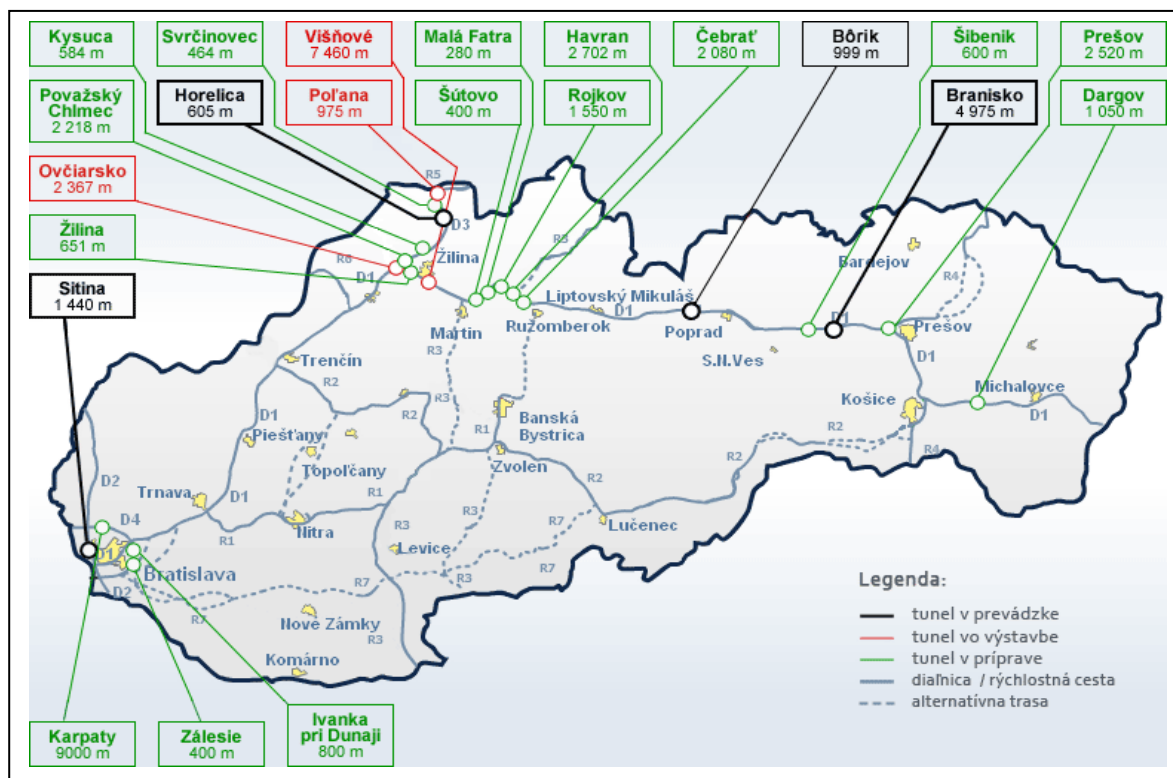 Kysuca
584 m
Svrčinovec
464 m
Višňové
7 460 m
Malá Fatra
280 m
Havran
2 702 m
Čebrať
2 080 m
Bôrik
999 m
Šibenik
600 m
Prešov
2 520 m
Považský
Chlmec
2 218 m
Horelica
605 m
Poľana
975 m
Šútovo
400 m
Rojkov
1 550 m
Branisko
4 975 m
Dargov
1 050 m
Ovčiarsko
2 367 m
Žilina
651 m
Sitina
1 440 m
R5
D3
R3
R6
D1
Žilina
Bardejov
R4
Liptovský Mikuláš
D1
D1
Martin
Ružomberok
Poprad
Prešov
S.N.Ves
R3
D1
Trenčín
R2
Michalovce
D1
Košice
D1
R2
R3
Banská
Bystrica
R1
R2
Piešťany
Topoľčany
Zvolen
R2
R2
R4
D2
Trnava
D1
R1
D4
R1
Nitra
R3
R3
R7
Lučenec
Levice
D1
Bratislava
D2
R7
R3
R7
R7
Nové Zámky
R3
Komárno
Legenda:
tunel v prevádzke
tunel vo výstavbe
tunel v príprave
diaľnica / rýchlostná cesta
alternatívna trasa
Karpaty
9000 m
Zálesie
400 m
Ivanka
pri Dunaji
800 m